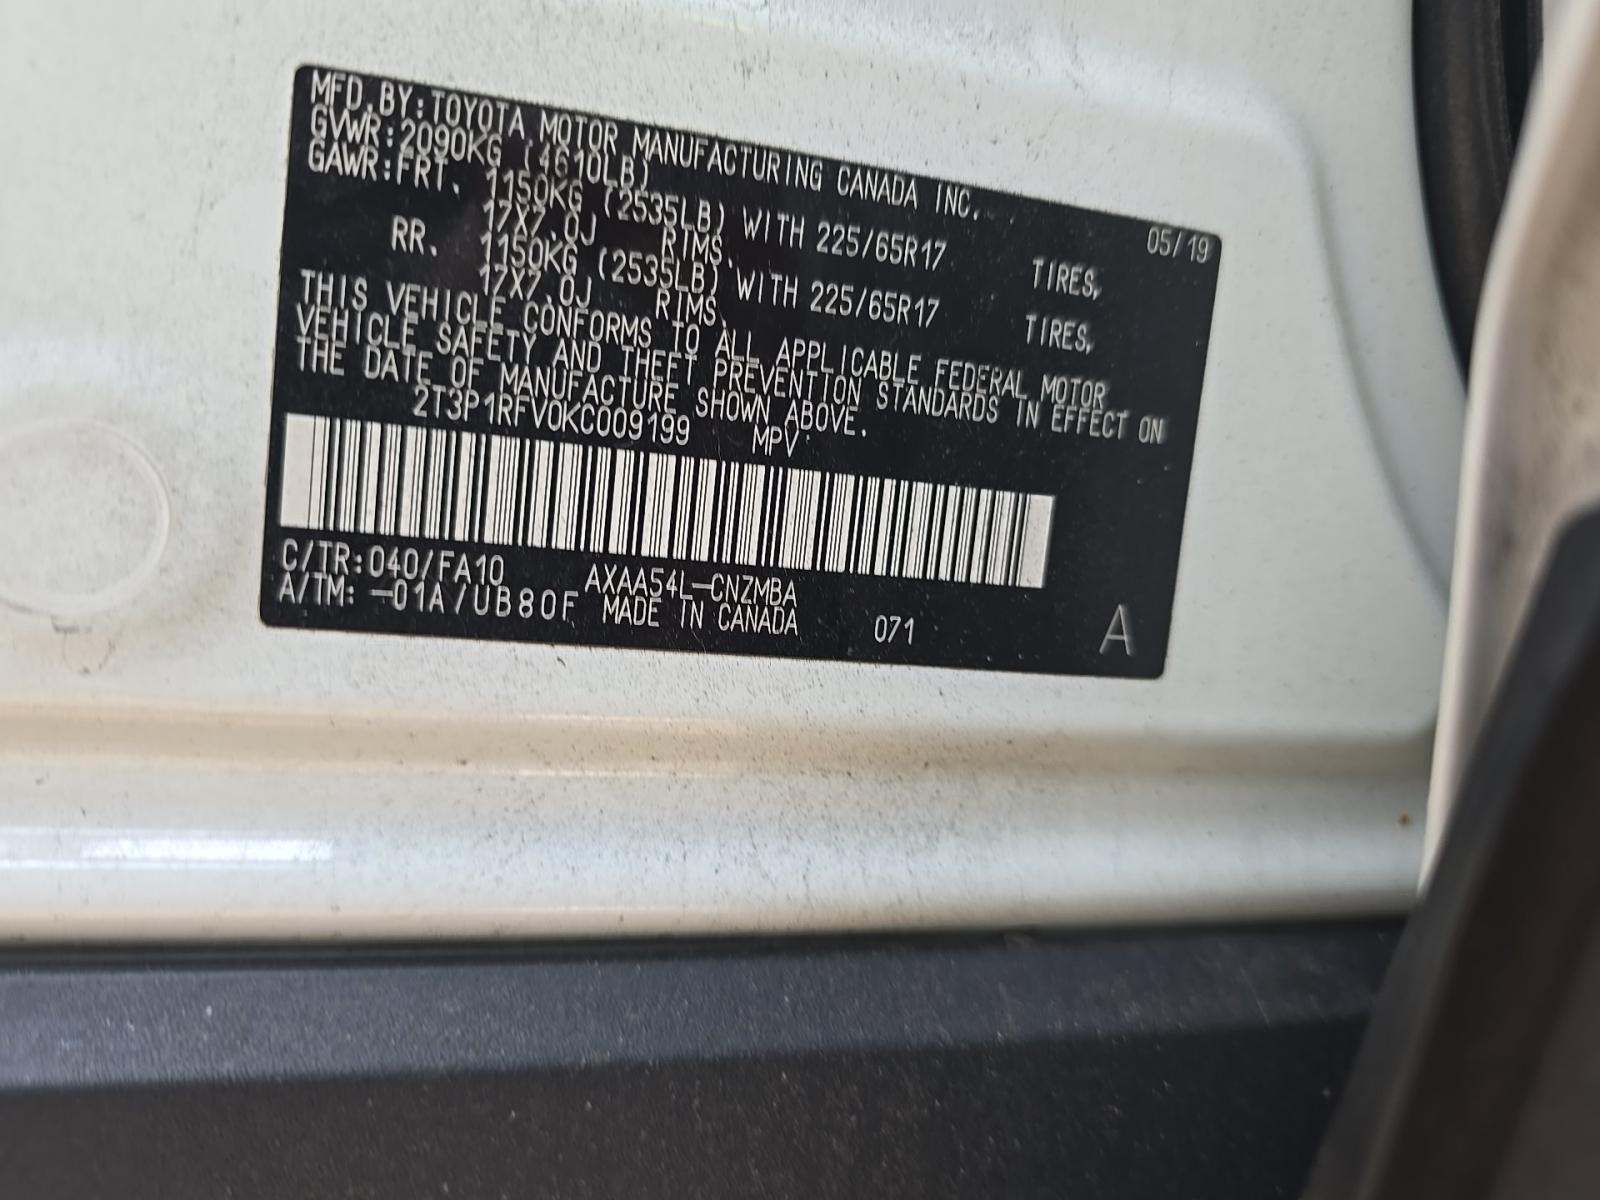 MFD.BY:TOYOTA MOTOR MANUFACTURING CANADA INC.
05/19
GVWR:2090KG (4610LB)
GAWR:FRT. 1150KG (2535LB) WITH 225/65R17 TIRES,
17X7.0J RIMS.
RR. 1150KG (2535LB) WITH 225/65R17 TIRES,
17X7.0J RIMS
THIS VEHICLE CONFORMS TO ALL APPLICABLE FEDERAL MOTOR
VEHICLE SAFETY AND THEFT PREVENTION STANDARDS IN EFFECT ON
THE DATE OF MANUFACTURE SHOWN ABOVE.
2T3P1RFV0KC009199 MPV
C/TR:040/FA10 AXAA54L-CNZMBA
A/TM: -01A/UB80F MADE IN CANADA 071 A